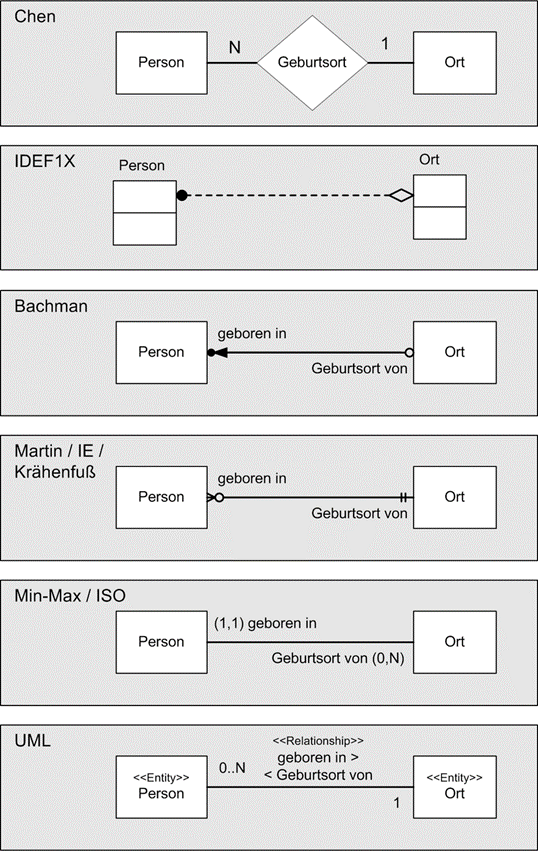 Chen
Person
N
Geburtsort
1
Ort
IDEF1X
Person
Ort
Bachman
Person
geboren in
Geburtsort von
Ort
Martin / IE /
Krähenfuß
Person
geboren in
Geburtsort von
Ort
Min-Max / ISO
Person
(1,1) geboren in
Geburtsort von (0,N)
Ort
UML
<<Entity>>
Person
0..N
<<Relationship>>
geboren in >
< Geburtsort von
1
<<Entity>>
Ort